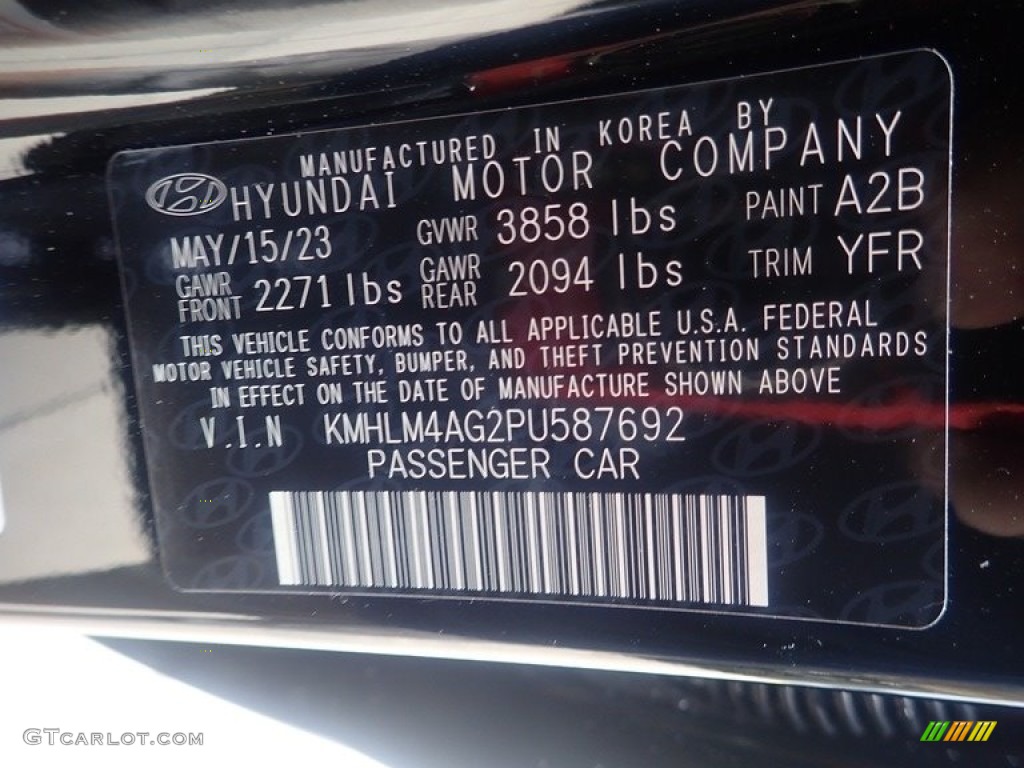 MANUFACTURED IN KOREA BY
HYUNDAI MOTOR COMPANY
MAY/15/23 GVWR 3858 lbs PAINT A2B
GAWR FRONT 2271 lbs GAWR REAR 2094 lbs TRIM YFR
THIS VEHICLE CONFORMS TO ALL APPLICABLE U.S.A. FEDERAL
MOTOR VEHICLE SAFETY, BUMPER, AND THEFT PREVENTION STANDARDS
IN EFFECT ON THE DATE OF MANUFACTURE SHOWN ABOVE
V.I.N KMHLM4AG2PU587692
PASSENGER CAR
GTcarlot.com